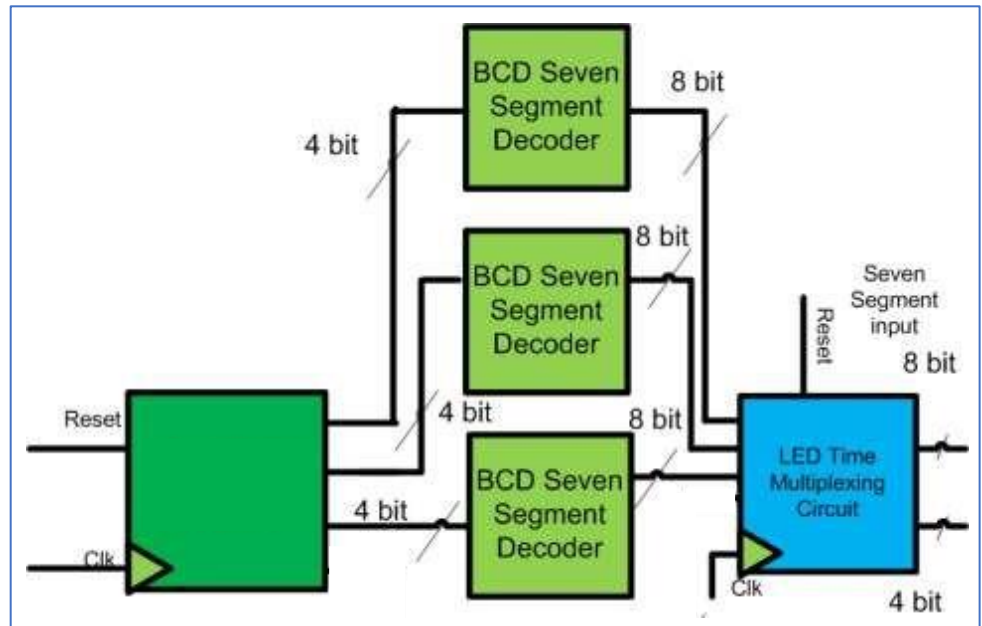 BCD Seven
Segment
Decoder
8 bit
4 bit
BCD Seven
Segment
Decoder
8 bit
Seven
Segment
input
8 bit
Reset
Reset
4 bit
8 bit
BCD Seven
Segment
Decoder
4 bit
LED Time
Multiplexing
Circuit
Clk
Clk
4 bit